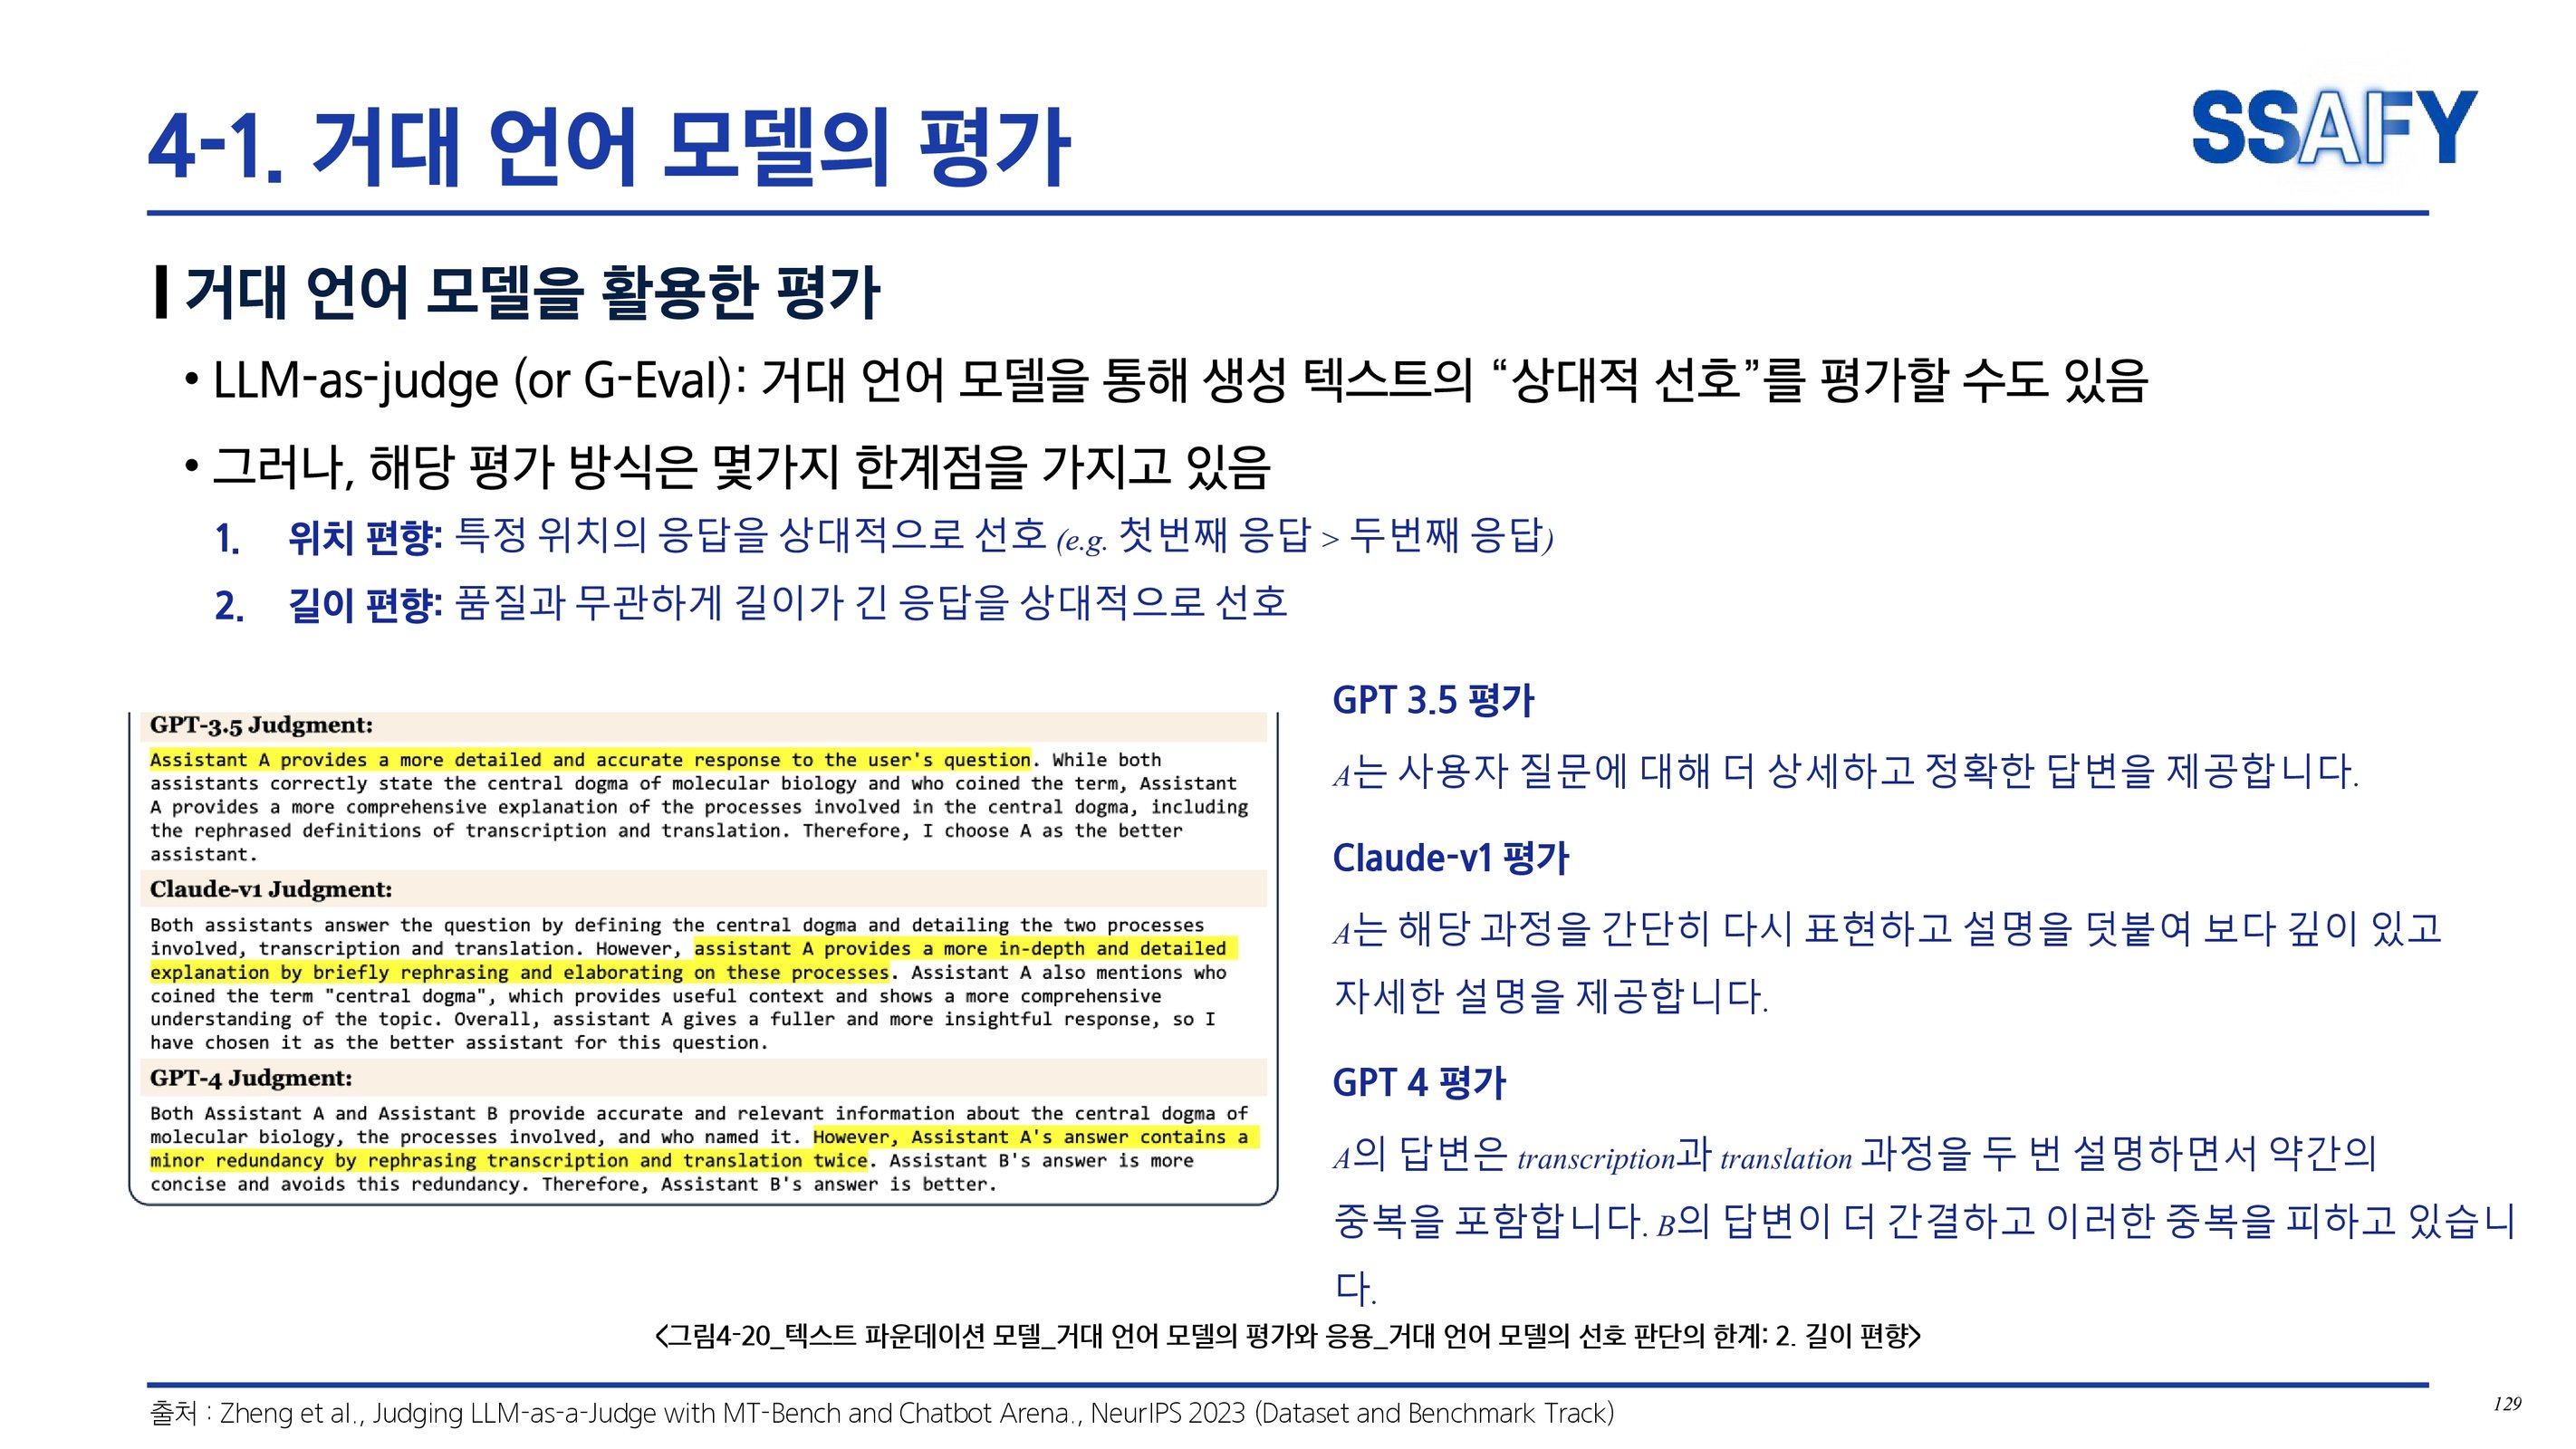 4-1. 거대 언어 모델의 평가
SSAFY
거대 언어 모델을 활용한 평가
• LLM-as-judge (or G-Eval): 거대 언어 모델을 통해 생성 텍스트의 “상대적 선호”를 평가할 수도 있음
• 그러나, 해당 평가 방식은 몇가지 한계점을 가지고 있음
1. 위치 편향: 특정 위치의 응답을 상대적으로 선호 (e.g. 첫번째 응답 > 두번째 응답)
2. 길이 편향: 품질과 무관하게 길이가 긴 응답을 상대적으로 선호
GPT-3.5 Judgment:
Assistant A provides a more detailed and accurate response to the user's question. While both
assistants correctly state the central dogma of molecular biology and who coined the term, Assistant
A provides a more comprehensive explanation of the processes involved in the central dogma, including
the rephrased definitions of transcription and translation. Therefore, I choose A as the better
assistant.
Claude-v1 Judgment:
Both assistants answer the question by defining the central dogma and detailing the two processes
involved, transcription and translation. However, assistant A provides a more in-depth and detailed
explanation by briefly rephrasing and elaborating on these processes. Assistant A also mentions who
coined the term "central dogma", which provides useful context and shows a more comprehensive
understanding of the topic. Overall, assistant A gives a fuller and more insightful response, so I
have chosen it as the better assistant for this question.
GPT-4 Judgment:
Both Assistant A and Assistant B provide accurate and relevant information about the central dogma of
molecular biology, the processes involved, and who named it. However, Assistant A's answer contains a
minor redundancy by rephrasing transcription and translation twice. Assistant B's answer is more
concise and avoids this redundancy. Therefore, Assistant B's answer is better.
GPT 3.5 평가
A는 사용자 질문에 대해 더 상세하고 정확한 답변을 제공합니다.
Claude-v1 평가
A는 해당 과정을 간단히 다시 표현하고 설명을 덧붙여 보다 깊이 있고
자세한 설명을 제공합니다.
GPT 4 평가
A의 답변은 transcription과 translation 과정을 두 번 설명하면서 약간의
중복을 포함합니다. B의 답변이 더 간결하고 이러한 중복을 피하고 있습니
다.
<그림4-20_텍스트 파운데이션 모델_거대 언어 모델의 평가와 응용_거대 언어 모델의 선호 판단의 한계: 2. 길이 편향>
출처 : Zheng et al., Judging LLM-as-a-Judge with MT-Bench and Chatbot Arena., NeurIPS 2023 (Dataset and Benchmark Track)
129